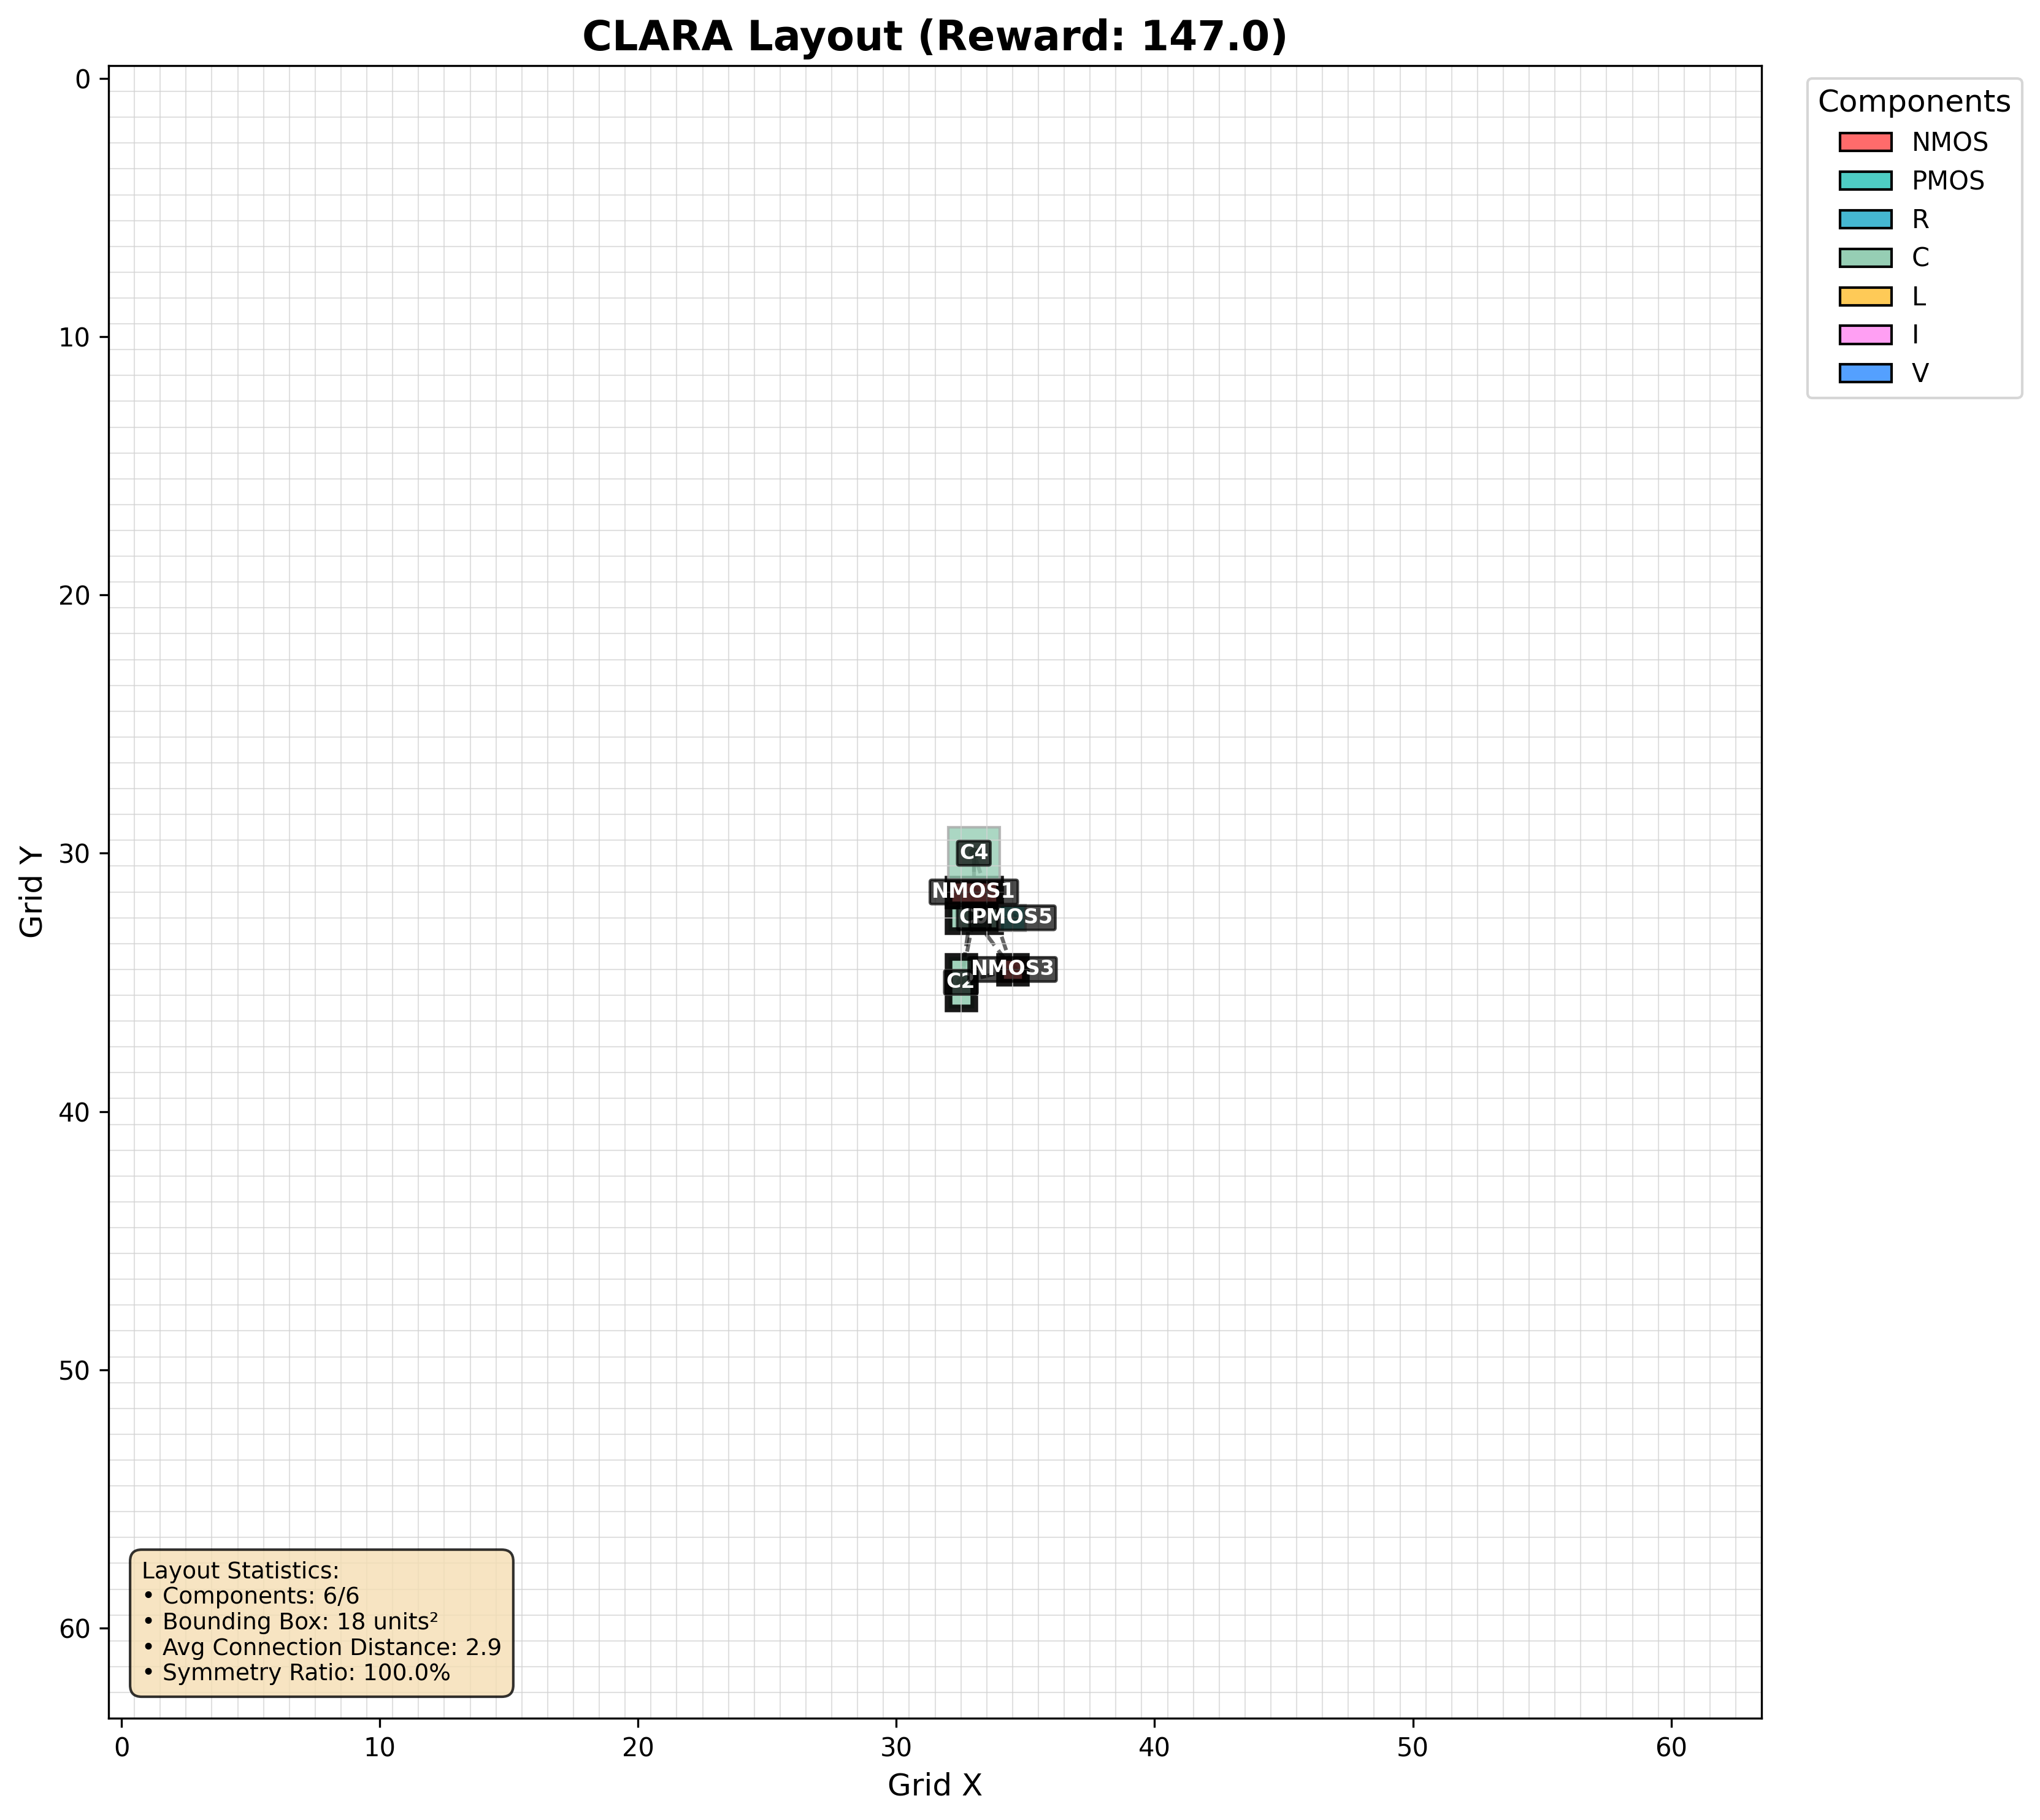 CLARA Layout (Reward: 147.0)
Components
NMOS
PMOS
R
C
L
I
V
Grid Y
0
10
20
30
40
50
60
C4
NMOS1
PMOS5
NMOS3
Layout Statistics:
• Components: 6/6
• Bounding Box: 18 units²
• Avg Connection Distance: 2.9
• Symmetry Ratio: 100.0%
0
10
20
30
40
50
60
Grid X